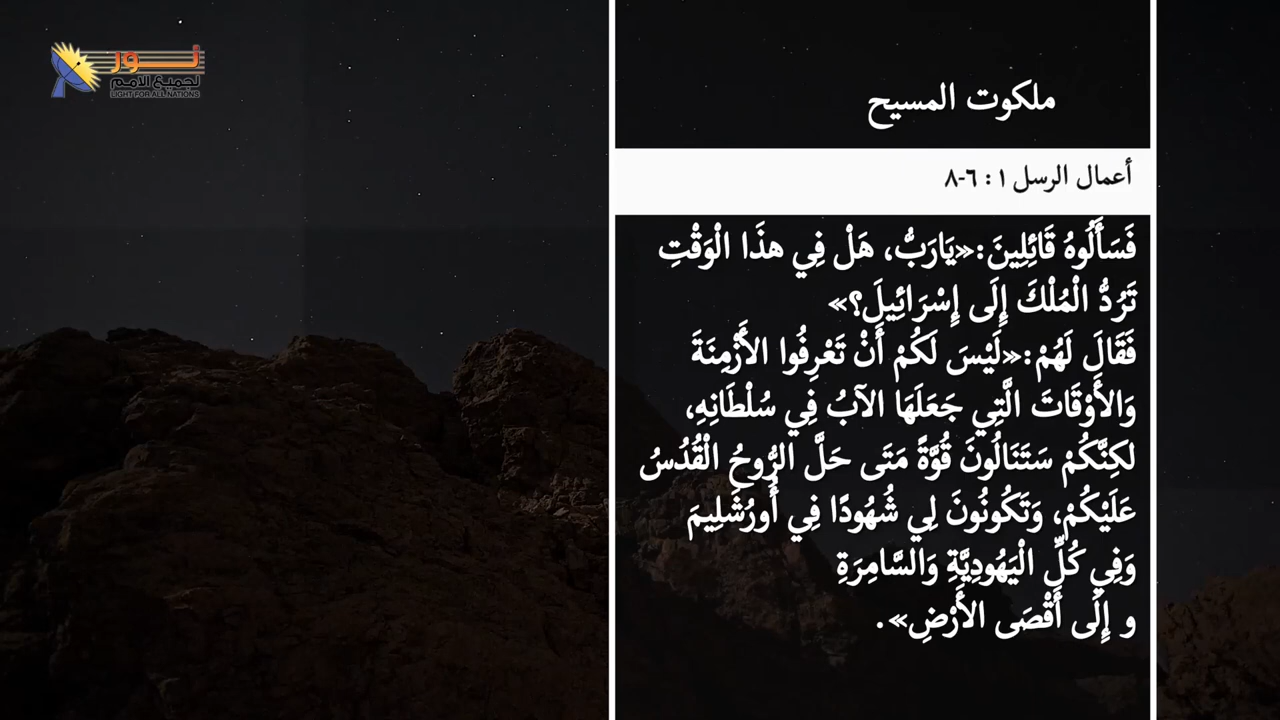 نور
لجميع الأمم
LIGHT FOR ALL NATIONS
ملكوت المسيح
أعمال الرسل ١: ٦-٨
فَسَأَلُوهُ قَائِلِينَ:«يَارَبُّ، هَلْ فِي هذَا الْوَقْتِ
تَرُدُّ الْمُلْكَ إِلَى إِسْرَائِيلَ؟»
فَقَالَ لَهُمْ:«لَيْسَ لَكُمْ أَنْ تَعْرِفُوا الأَزْمِنَةَ
وَالأَوْقَاتَ الَّتِي جَعَلَهَا الآبُ فِي سُلْطَانِهِ،
لكِنَّكُمْ سَتَنَالُونَ قُوَّةً مَتَى حَلَّ الرُّوحُ الْقُدُسُ
عَلَيْكُمْ، وَتَكُونُونَ لِي شُهُودًا فِي أُورُشَلِيمَ
وَفِي كُلِّ الْيَهُودِيَّةِ وَالسَّامِرَةِ
و إِلَى أَقْصَى الأَرْضِ».